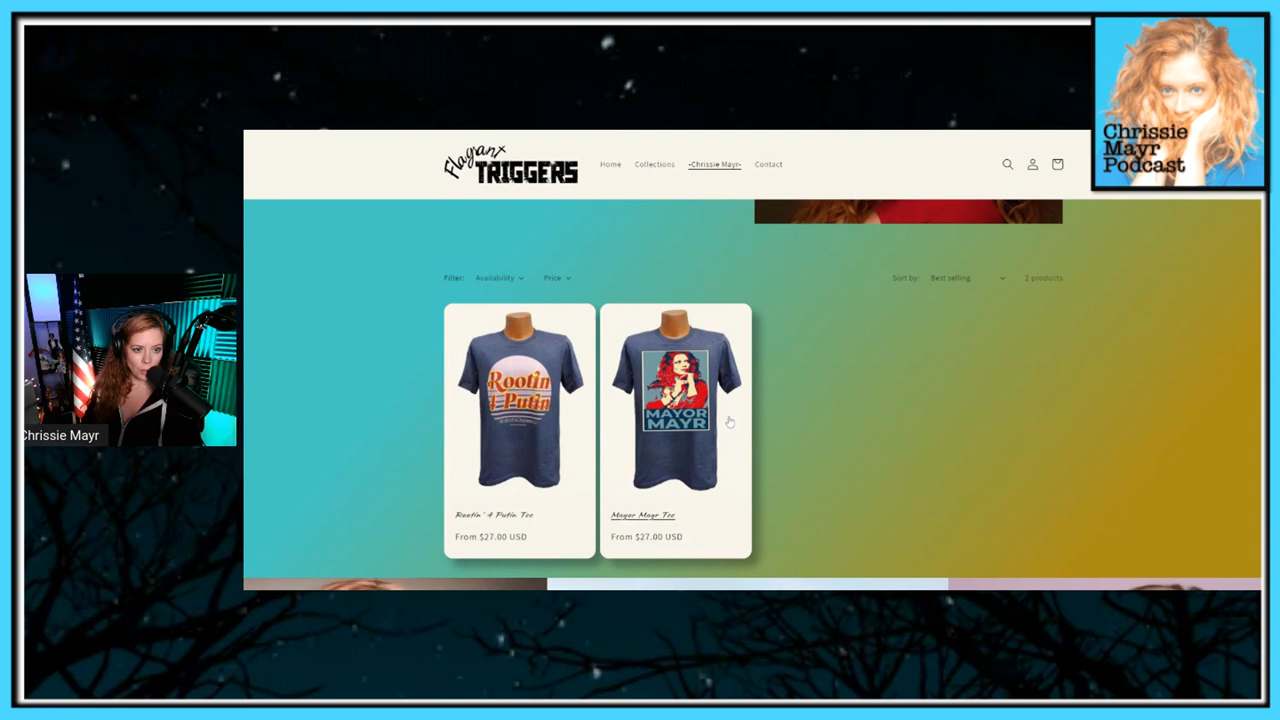 Chrissie
Mayr
Podcast
Flagrant
TRIGGERS
Home
Collections
-Chrissie Mayr-
Contact
Filter: Availability Price
Sort by: Best selling
2 products
Rootin
4 Putin
MAYOR
MAYR
Rootin' 4 Putin Tee
From $27.00 USD
Mayor Mayr Tee
From $27.00 USD
Chrissie Mayr